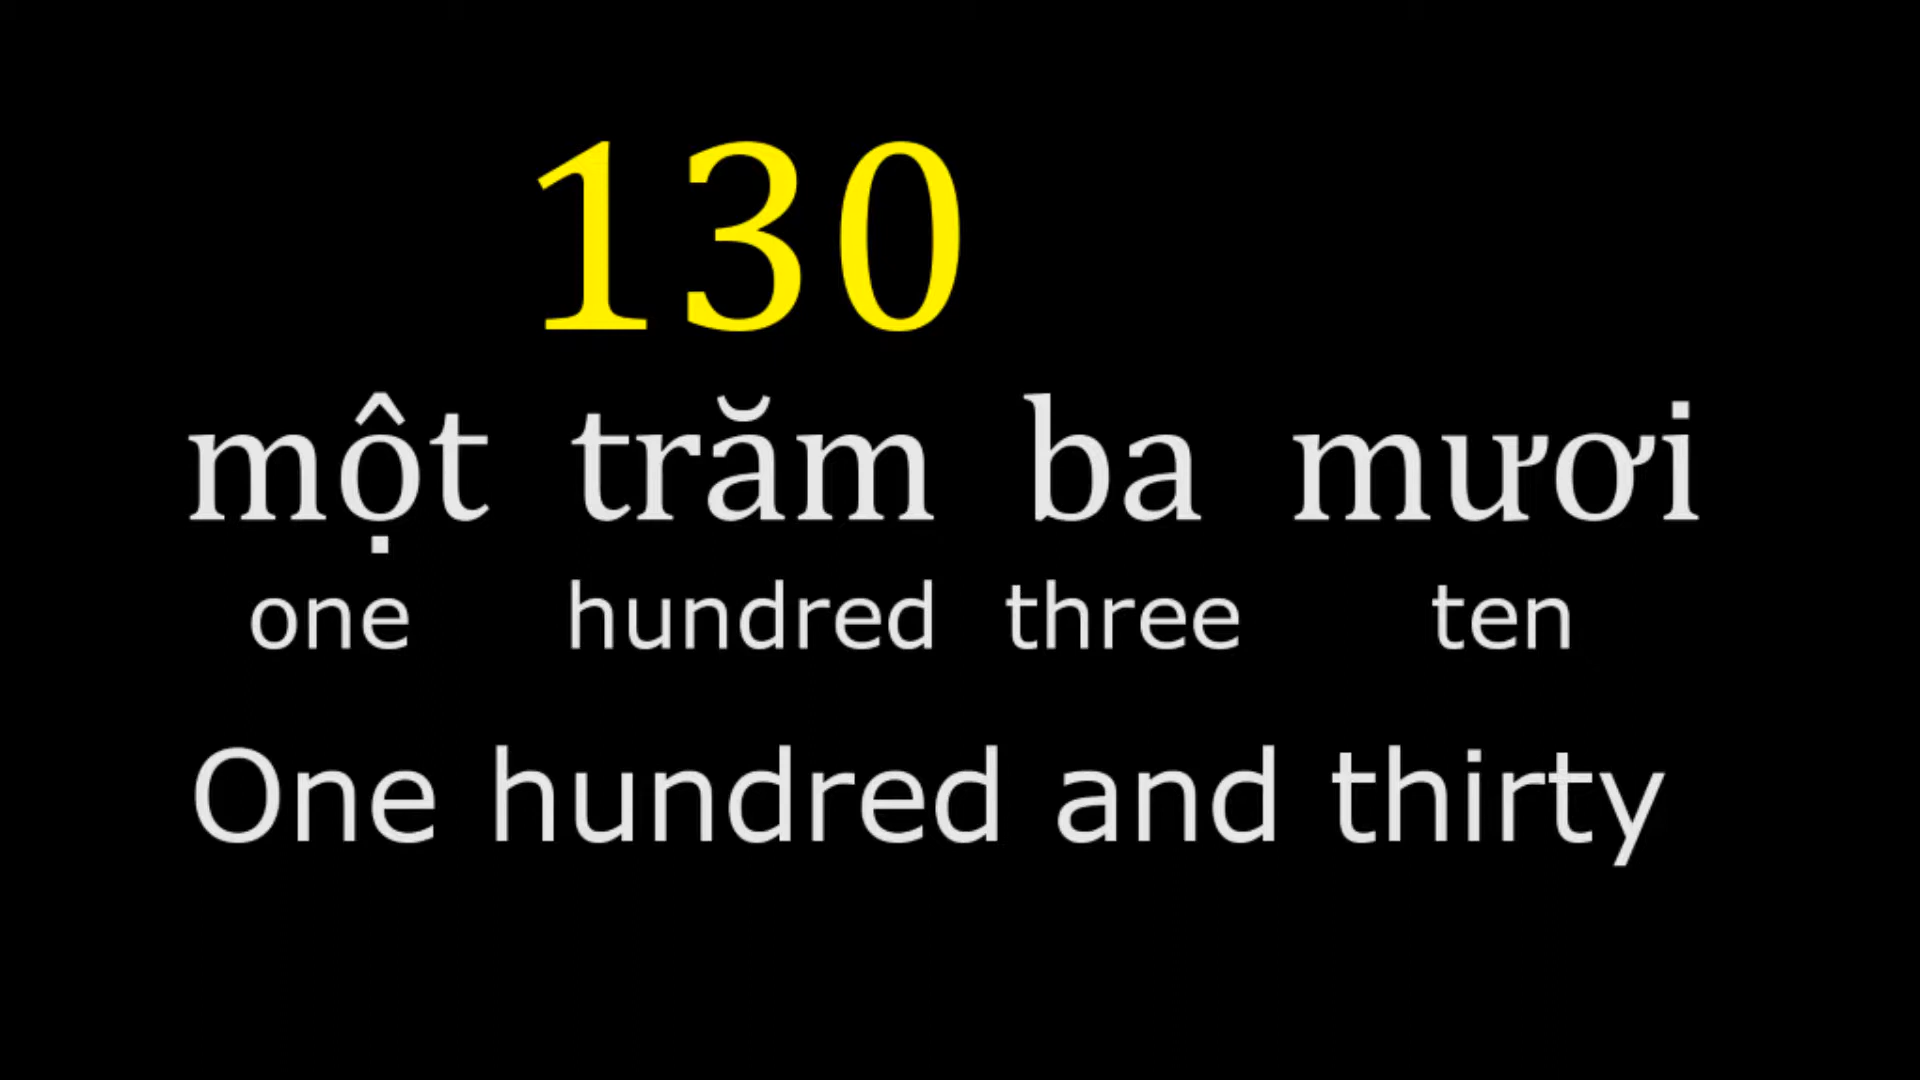 130
một trăm ba mươi
one hundred three ten
One hundred and thirty